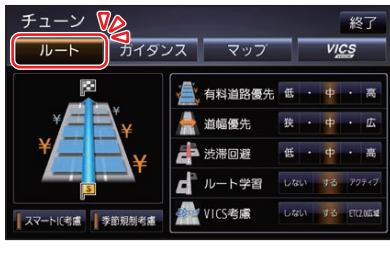 チューン
終了
ルート ガイダンス マップ VICS
有料道路優先 低 ・ 中 ・ 高
道幅優先 狭 ・ 中 ・ 広
渋滞回避 低 ・ 中 ・ 高
ルート学習 しない する アクティブ
VICS考慮 しない する ETC2.0広域
スマートIC考慮 季節規制考慮
¥ ¥
¥ ¥
S